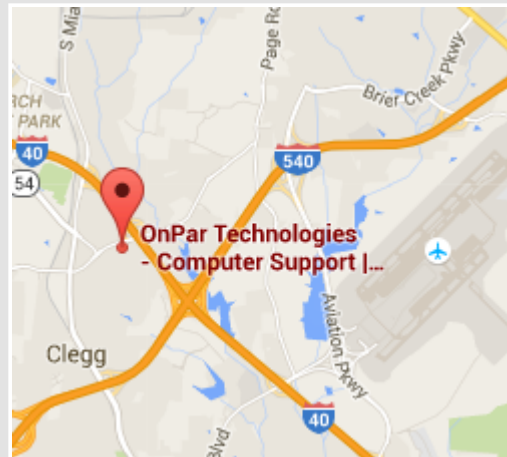 S Mia
Page Ro
Brier Creek Pkwy
RCH
PARK
40
540
54
OnPar Technologies
- Computer Support |...
Aviation Pkwy
Clegg
40
Blvd